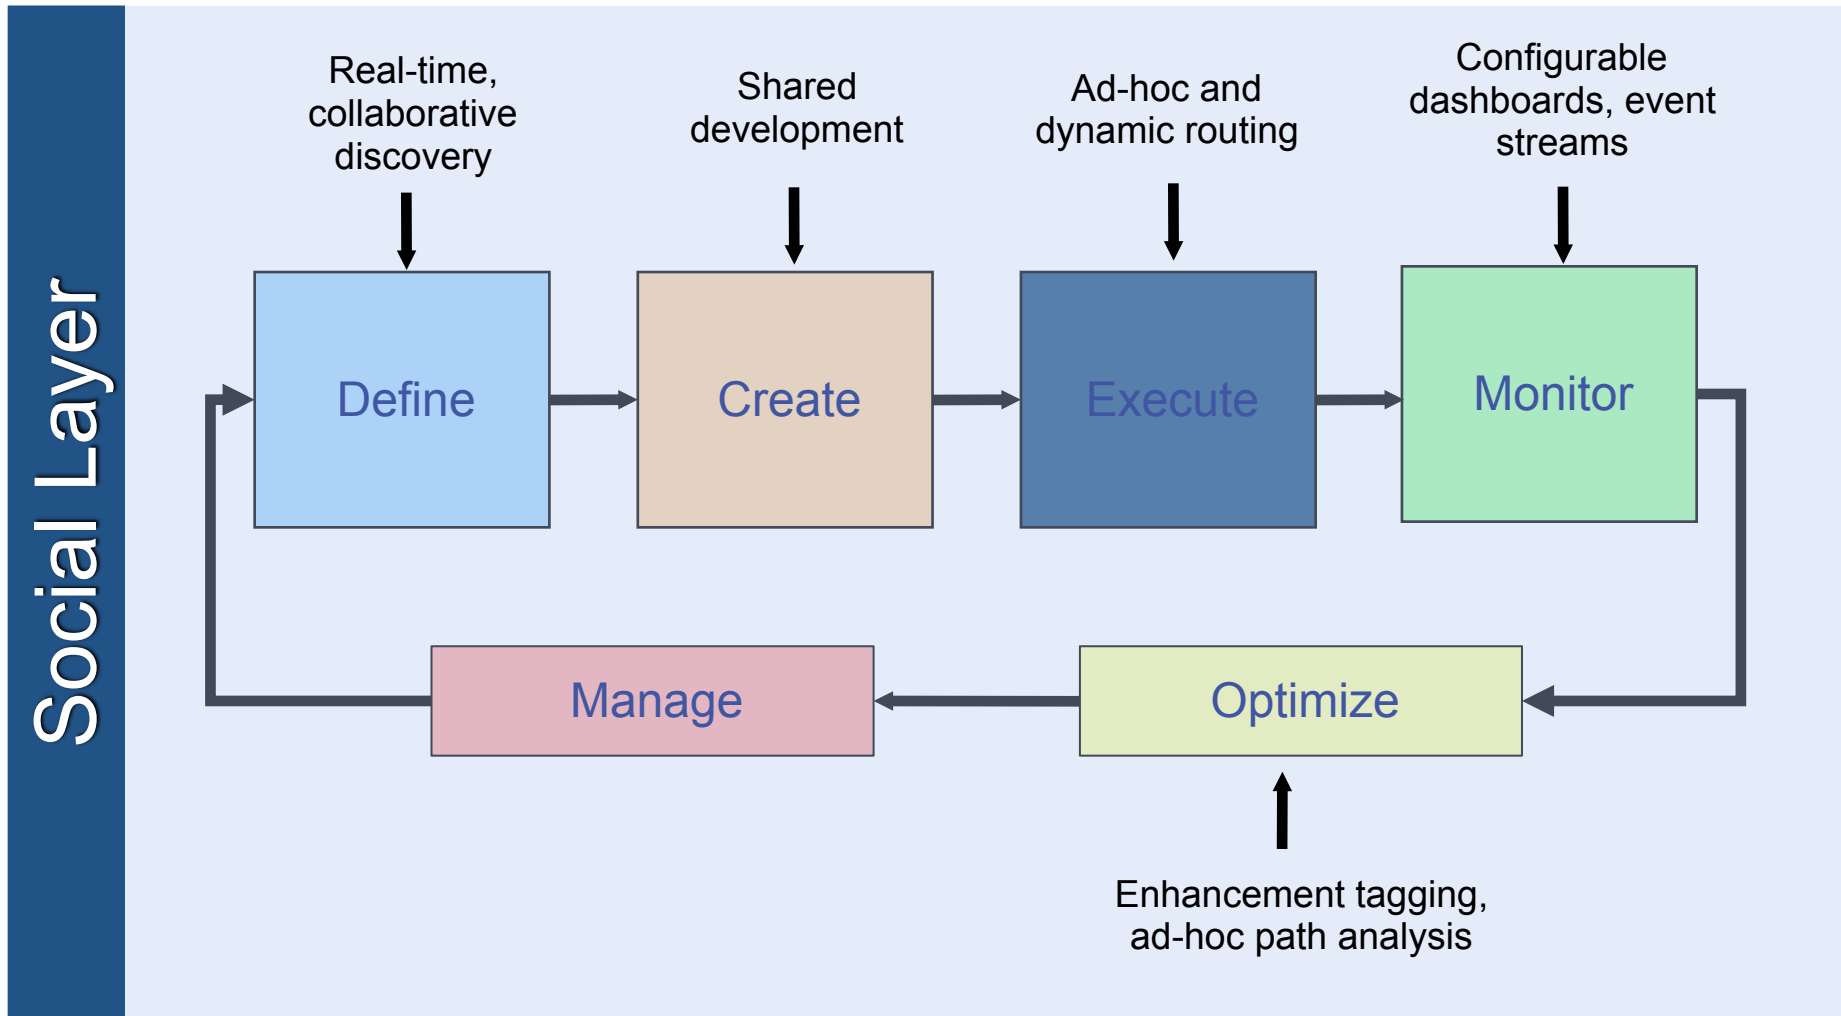 Social Layer
Real-time,
collaborative
discovery
Shared
development
Ad-hoc and
dynamic routing
Configurable
dashboards, event
streams
Define
Create
Execute
Monitor
Manage
Optimize
Enhancement tagging,
ad-hoc path analysis